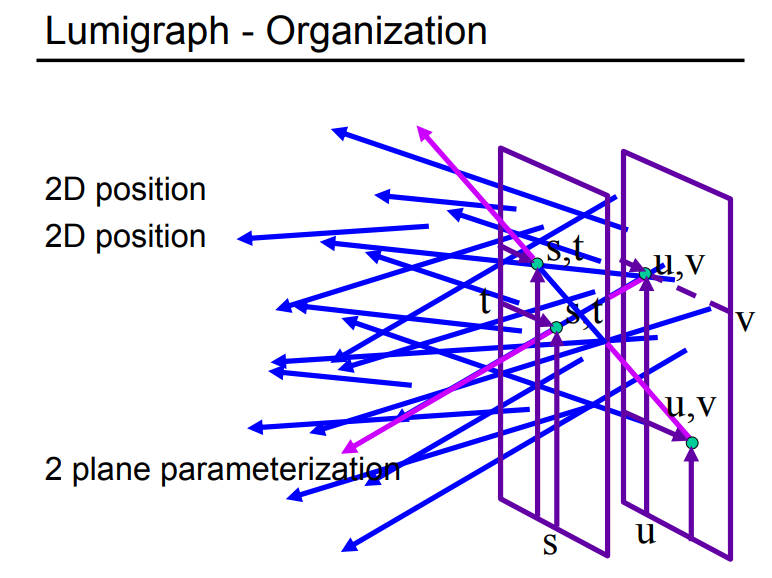 Lumigraph - Organization
2D position
2D position
s,t
u,v
t
s,t
v
u,v
2 plane parameterization
s
u